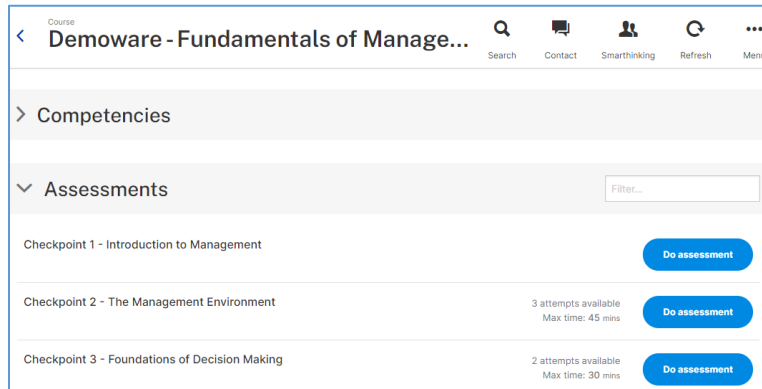 Course
Demoware - Fundamentals of Manage...
Search
Contact
Smarthinking
Refresh
Menu
Competencies
Assessments
Filter...
Checkpoint 1 - Introduction to Management
Do assessment
Checkpoint 2 - The Management Environment
3 attempts available
Max time: 45 mins
Do assessment
Checkpoint 3 - Foundations of Decision Making
2 attempts available
Max time: 30 mins
Do assessment